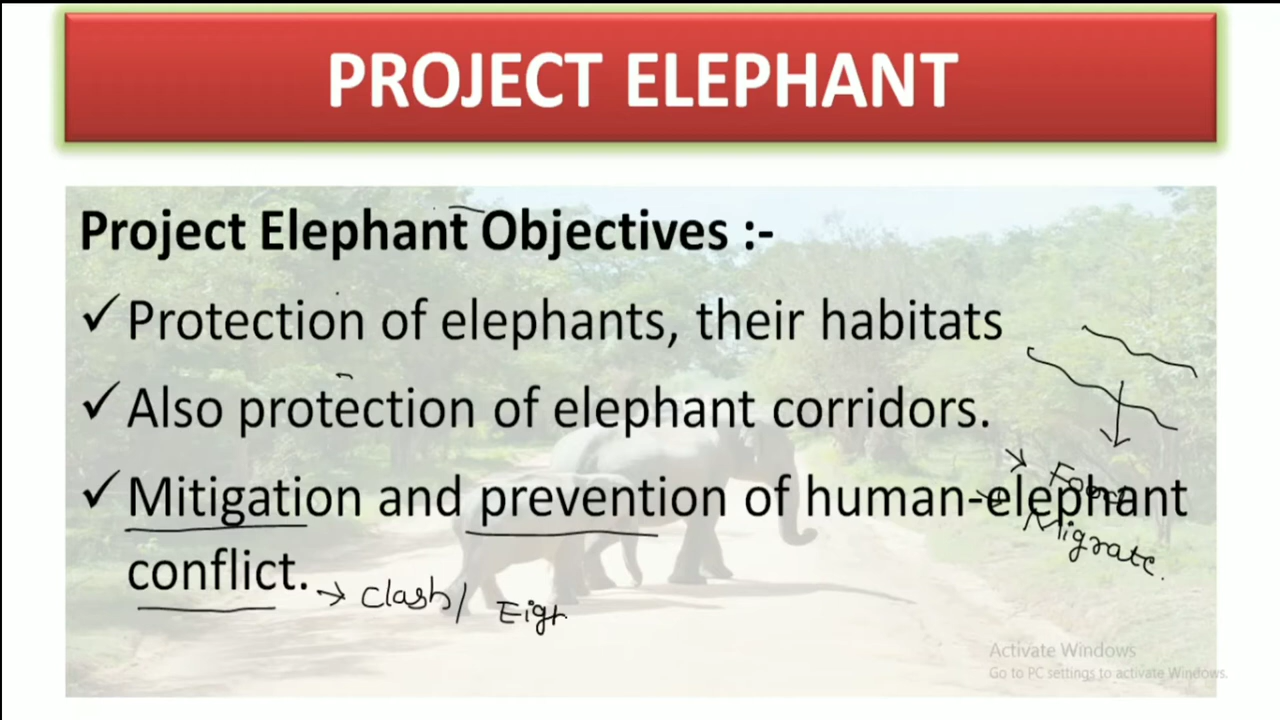 PROJECT ELEPHANT
Project Elephant Objectives :-
✓ Protection of elephants, their habitats
✓ Also protection of elephant corridors.
✓ Mitigation and prevention of human-elephant
conflict. → Clash/
→ Food
→ Migrate.
Activate Windows
Go to PC settings to activate Windows.